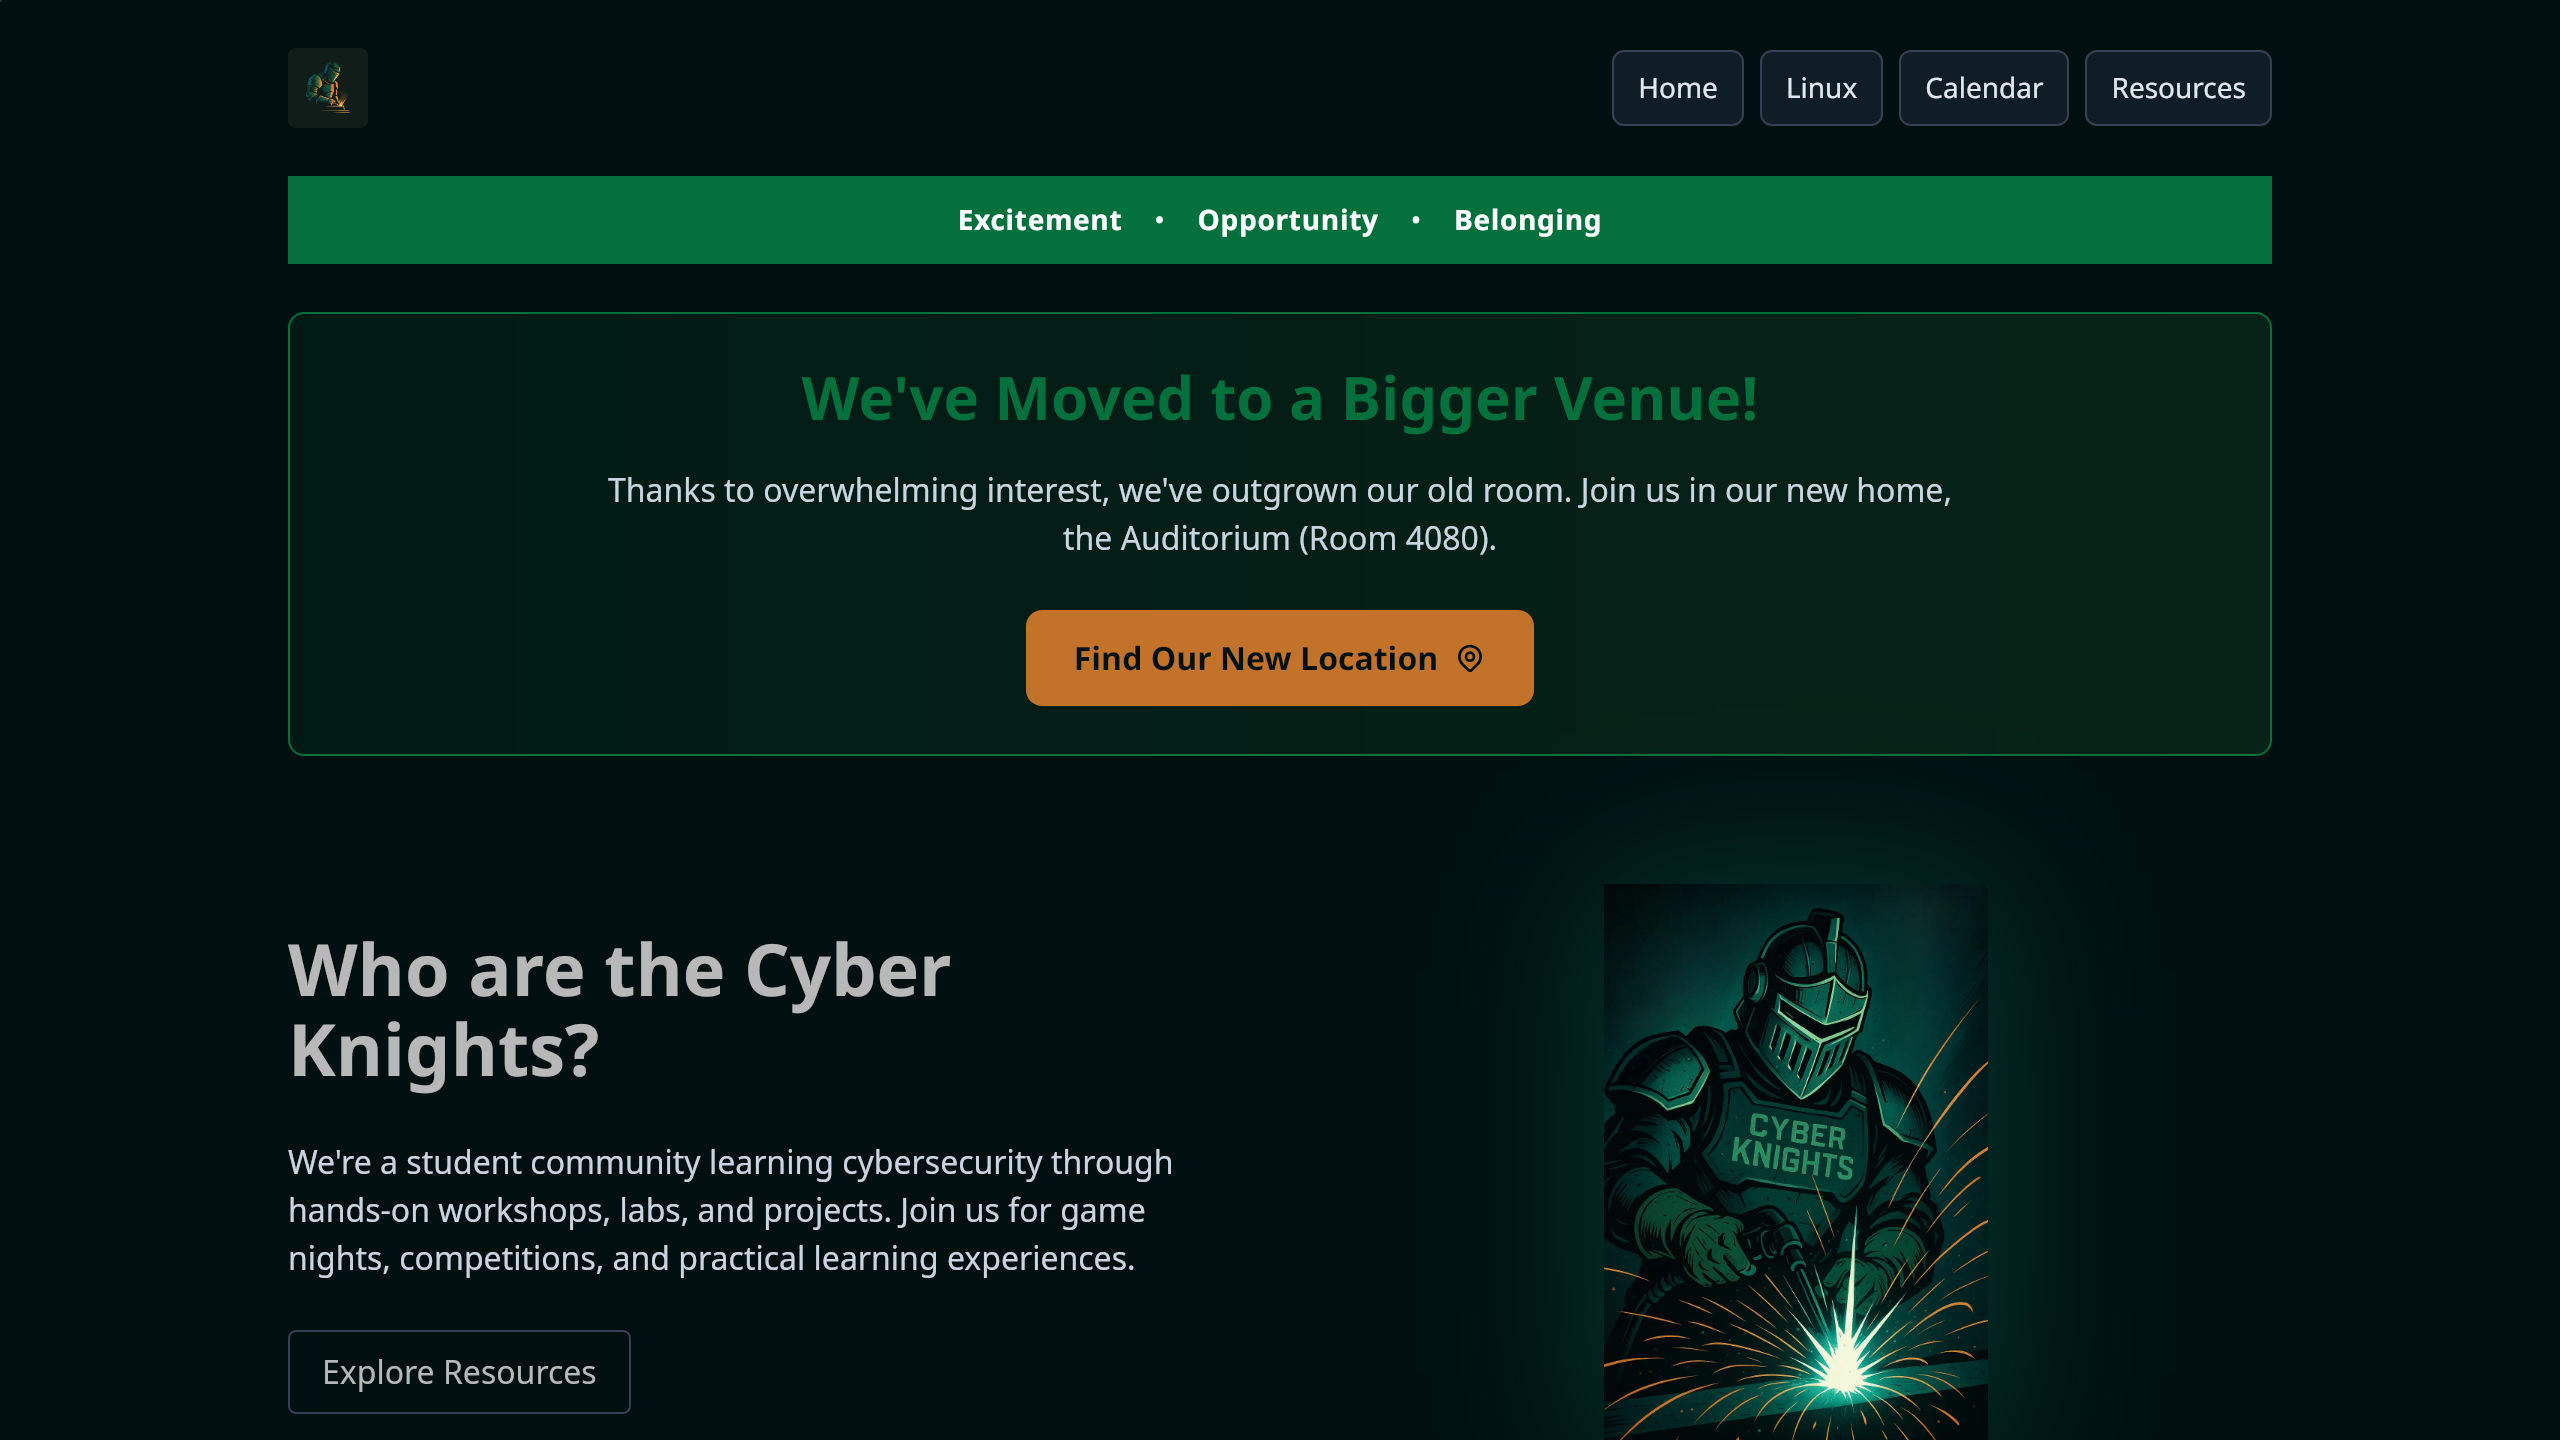 Home
Linux
Calendar
Resources
Excitement • Opportunity • Belonging
We've Moved to a Bigger Venue!
Thanks to overwhelming interest, we've outgrown our old room. Join us in our new home,
the Auditorium (Room 4080).
Find Our New Location
Who are the Cyber
Knights?
We're a student community learning cybersecurity through
hands-on workshops, labs, and projects. Join us for game
nights, competitions, and practical learning experiences.
Explore Resources
CYBER
KNIGHTS